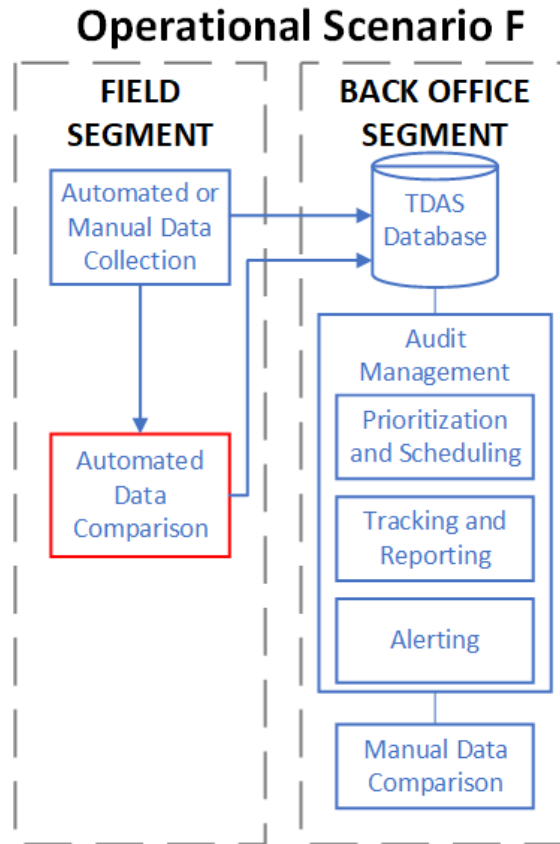 Operational Scenario F
FIELD
SEGMENT
Automated or
Manual Data
Collection
Automated
Data
Comparison
BACK OFFICE
SEGMENT
TDAS
Database
Audit
Management
Prioritization
and Scheduling
Tracking and
Reporting
Alerting
Manual Data
Comparison